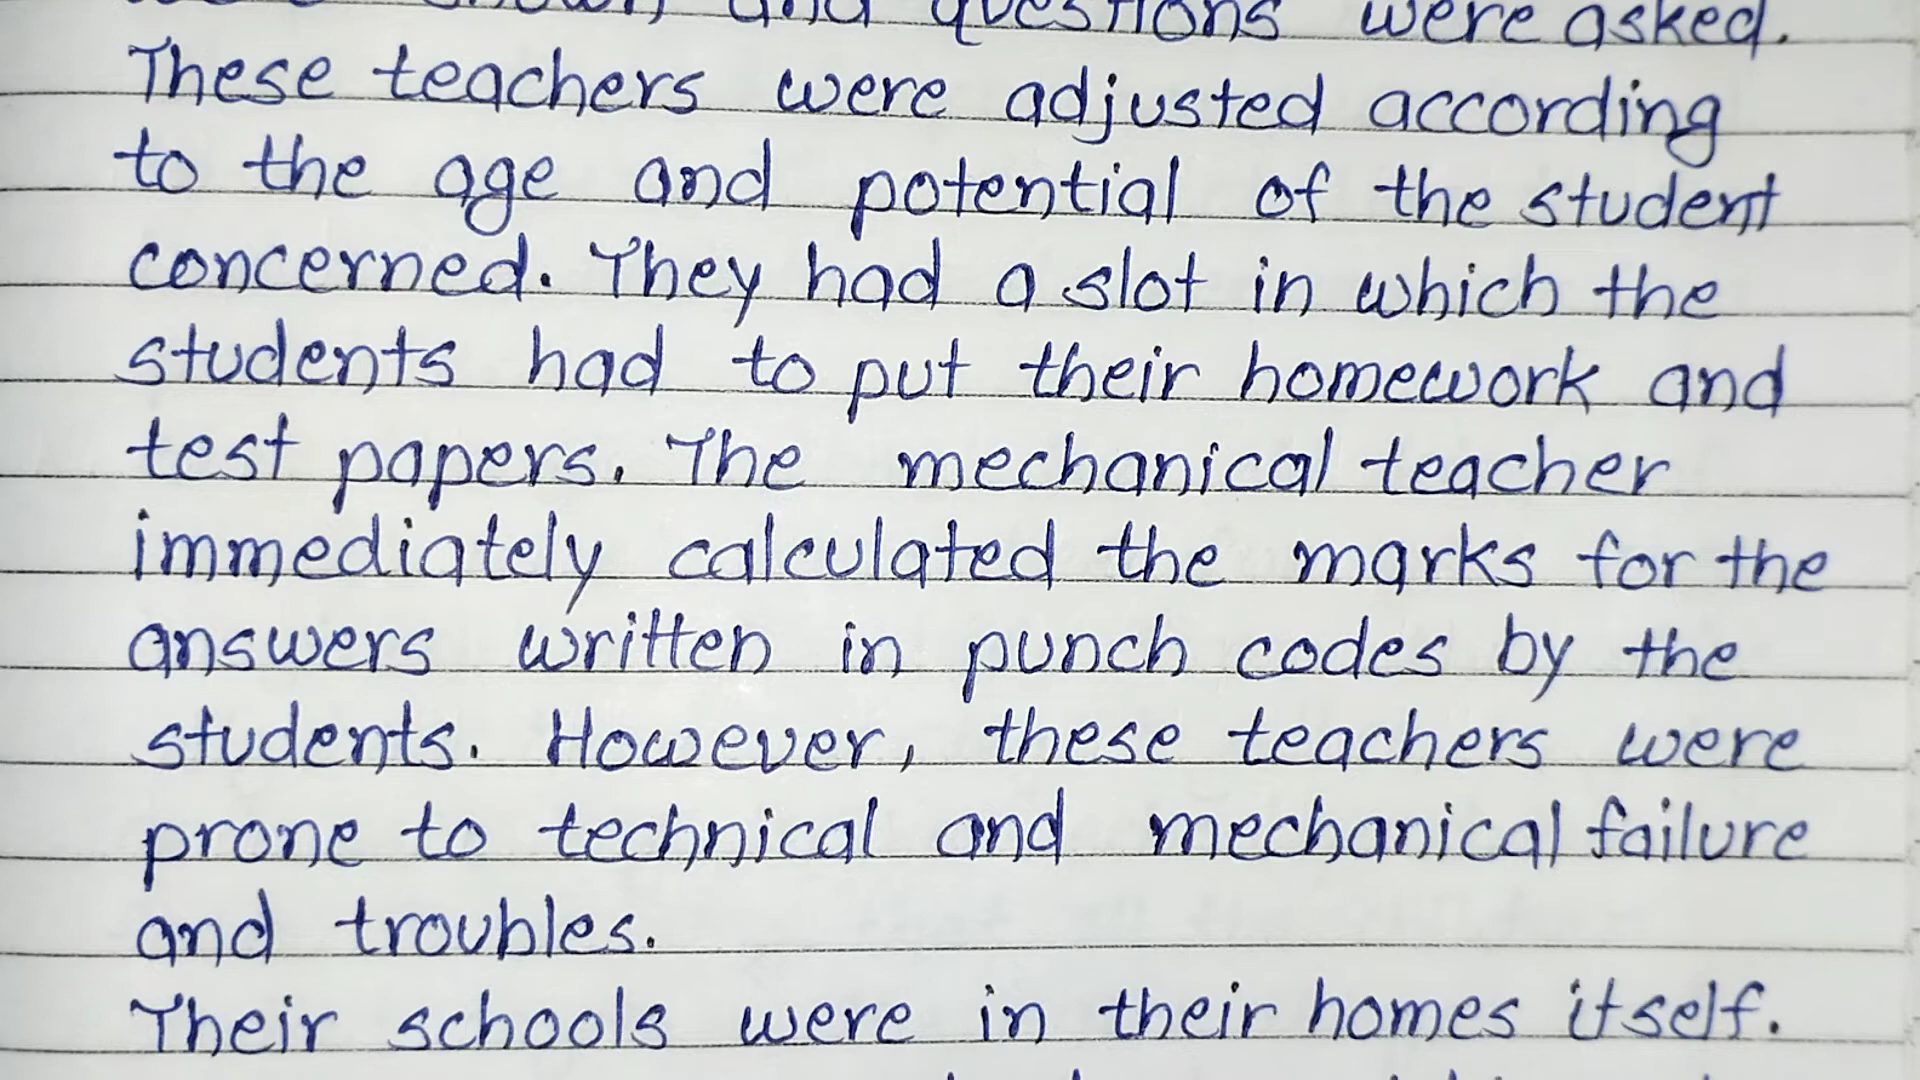 and questions were asked.
These teachers were adjusted according
to the age and potential of the student
concerned. They had a slot in which the
students had to put their homework and
test papers. The mechanical teacher
immediately calculated the marks for the
answers written in punch codes by the
students. However, these teachers were
prone to technical and mechanical failure
and troubles.
Their schools were in their homes itself.